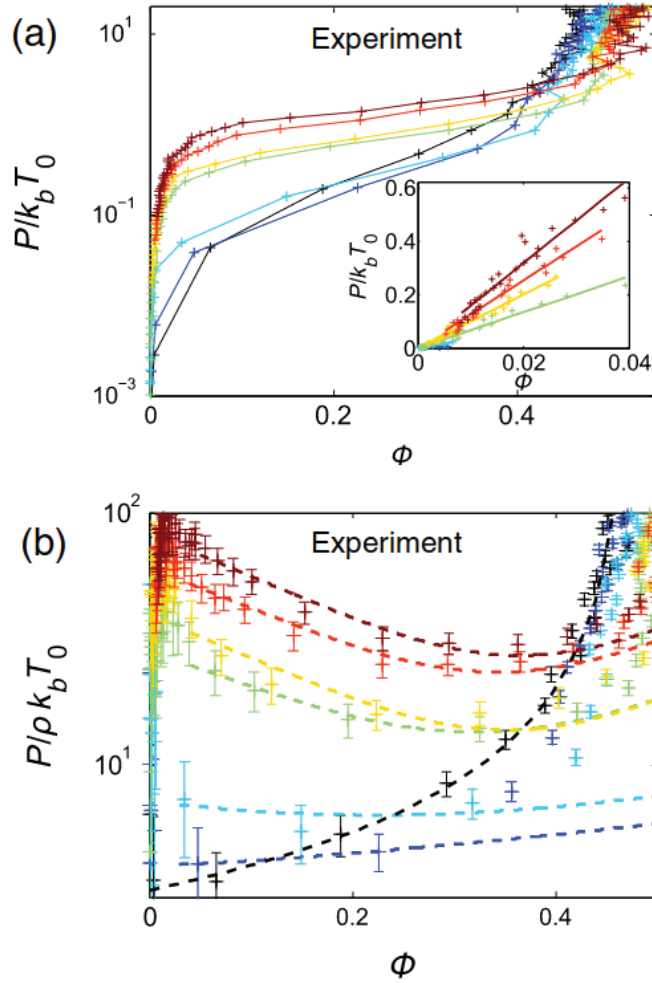 (a)
Experiment
10¹
10⁻¹
10⁻³
P/k_bT_0
0 0.2 0.4
Φ
0.6
0.4
0.2
0
P/k_bT_0
0 0.02 0.04
Φ
(b)
Experiment
10²
10¹
P/ρ k_bT_0
0 0.2 0.4
Φ